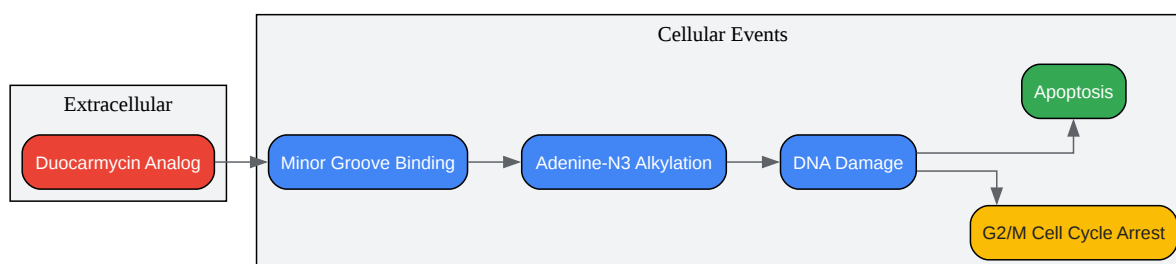 Cellular Events
Extracellular
Apoptosis
Duocarmycin Analog
Minor Groove Binding
Adenine-N3 Alkylation
DNA Damage
G2/M Cell Cycle Arrest